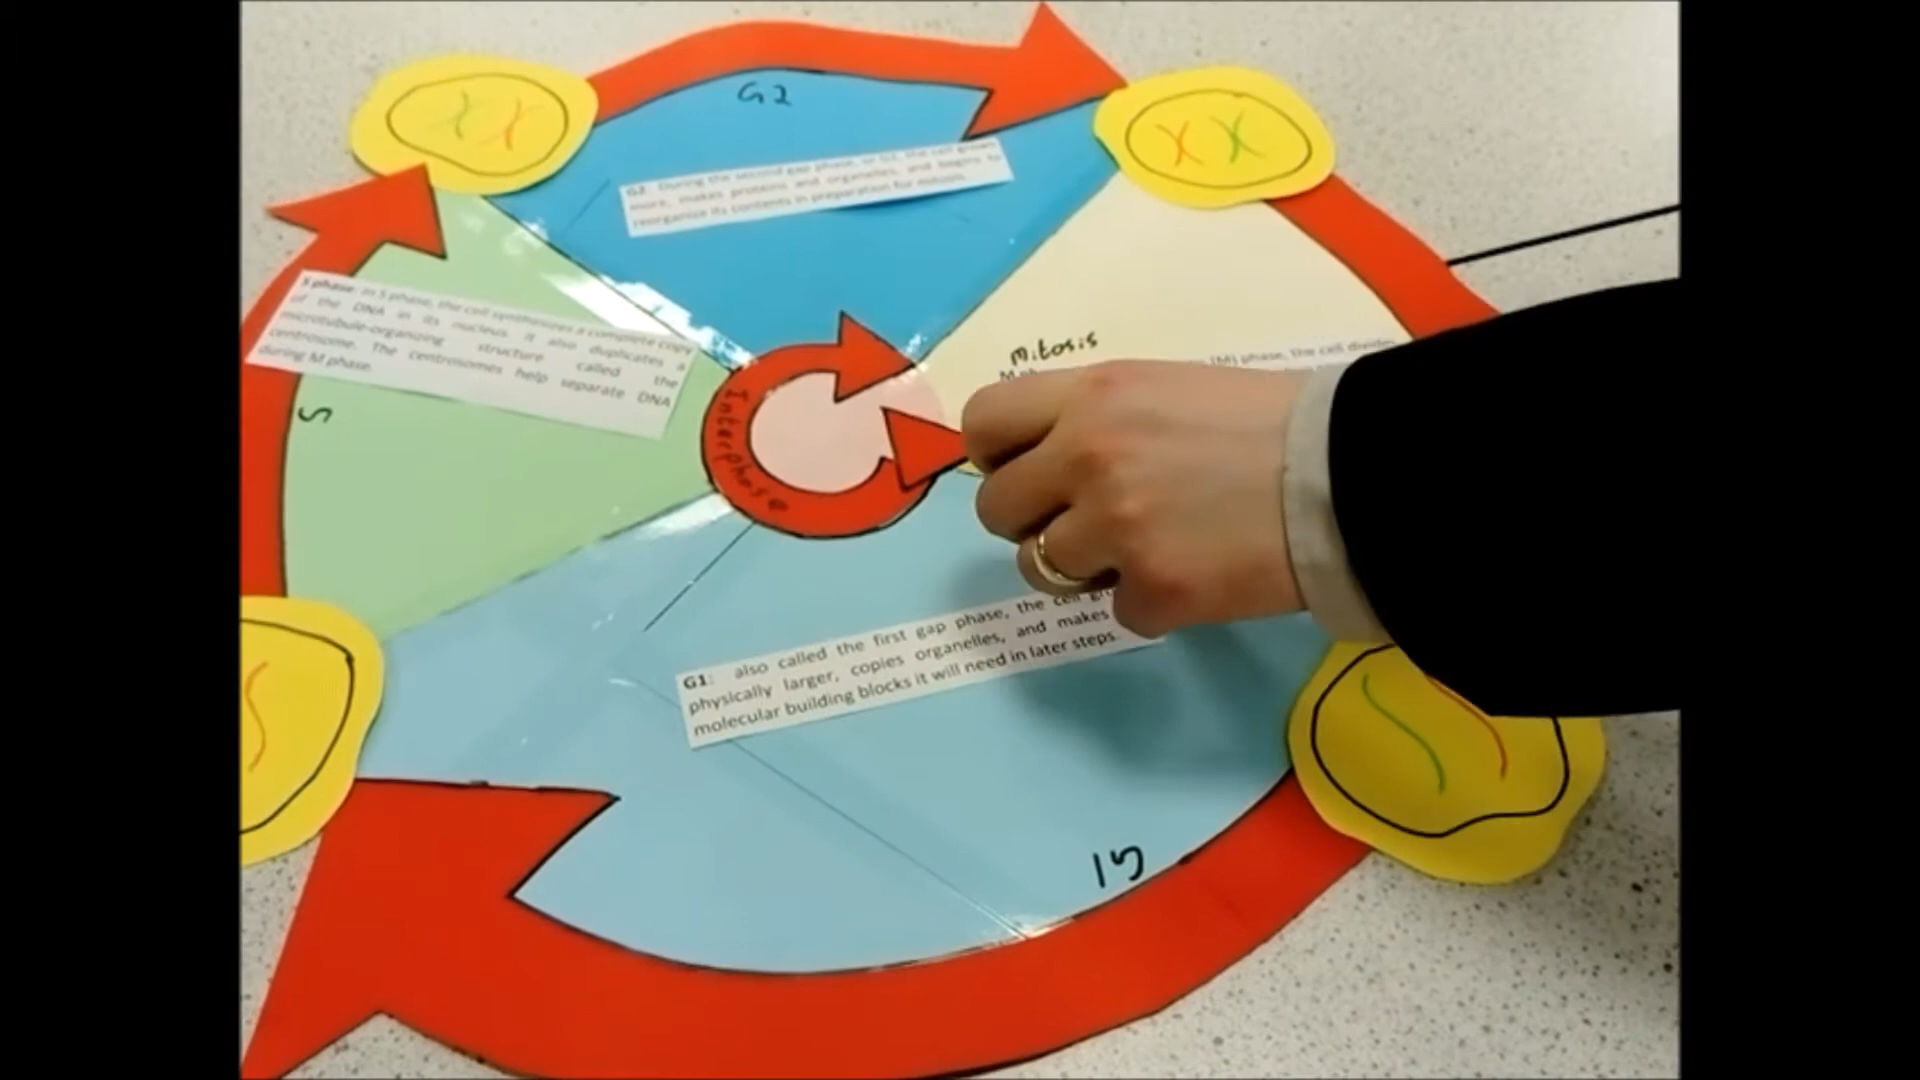 G2
G2: During the second gap phase, or G2, the cell grows
more, makes proteins and organelles, and begins to
reorganize its contents in preparation for mitosis.
S phase. In S phase, the cell synthesizes a complete copy
of the DNA in its nucleus. It also duplicates a
microtubule-organizing structure called the
centrosome. The centrosomes help separate DNA
during M phase.
S
Mitosis
(M) phase, the cell divides
Interphase
G1: also called the first gap phase, the cell
physically larger, copies organelles, and makes
molecular building blocks it will need in later steps.
G1